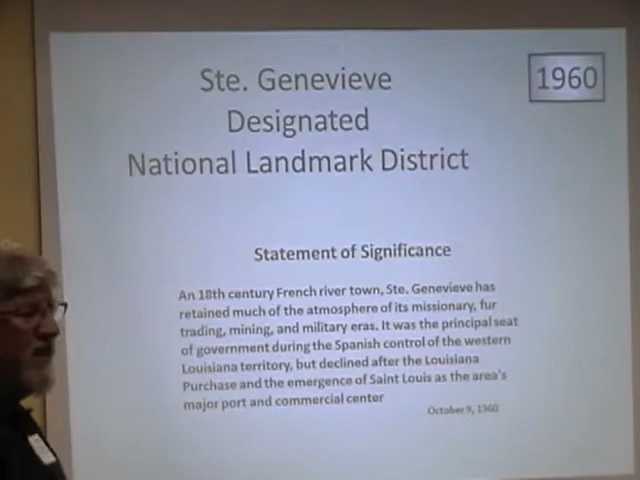 Ste. Genevieve
Designated
National Landmark District
1960
Statement of Significance
An 18th century French river town, Ste. Genevieve has
retained much of the atmosphere of its missionary, fur
trading, mining, and military eras. It was the principal seat
of government during the Spanish control of the western
Louisiana territory, but declined after the Louisiana
Purchase and the emergence of Saint Louis as the area's
major port and commercial center
October 9, 1960